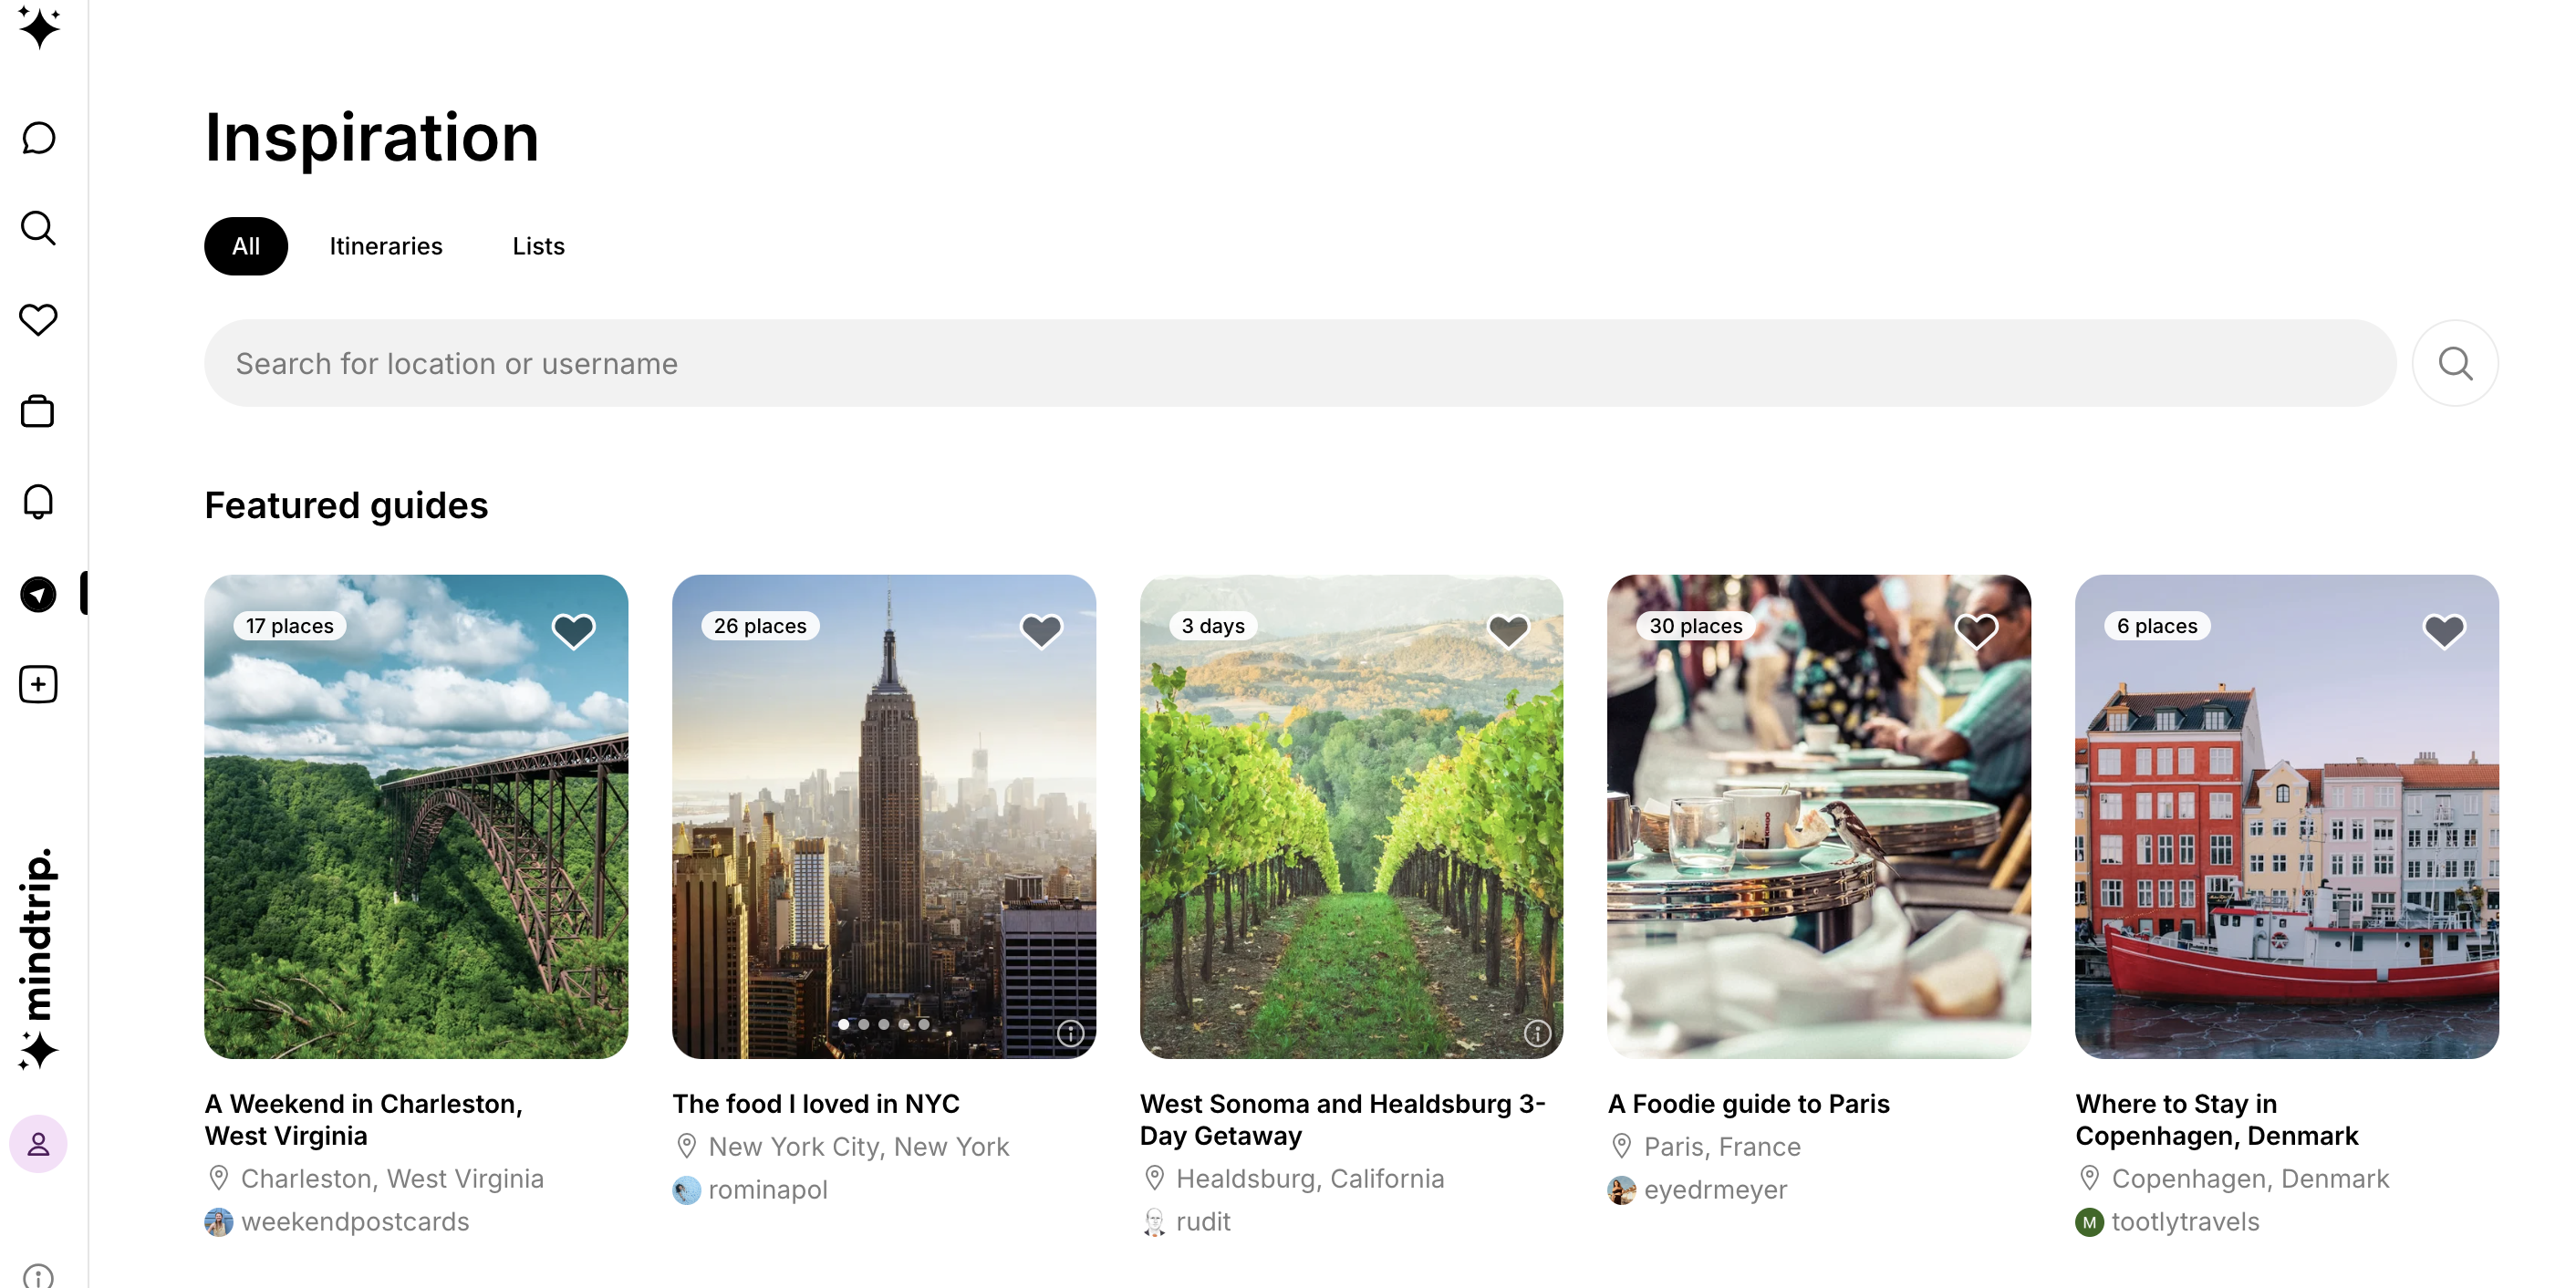 Inspiration
All
Itineraries
Lists
Search for location or username
Featured guides
17 places
26 places
3 days
30 places
6 places
A Weekend in Charleston,
West Virginia
Charleston, West Virginia
weekendpostcards
The food I loved in NYC
New York City, New York
rominapol
West Sonoma and Healdsburg 3-
Day Getaway
Healdsburg, California
rudit
A Foodie guide to Paris
Paris, France
eyedrmeyer
Where to Stay in
Copenhagen, Denmark
Copenhagen, Denmark
M
tootlytravels
mindtrip.